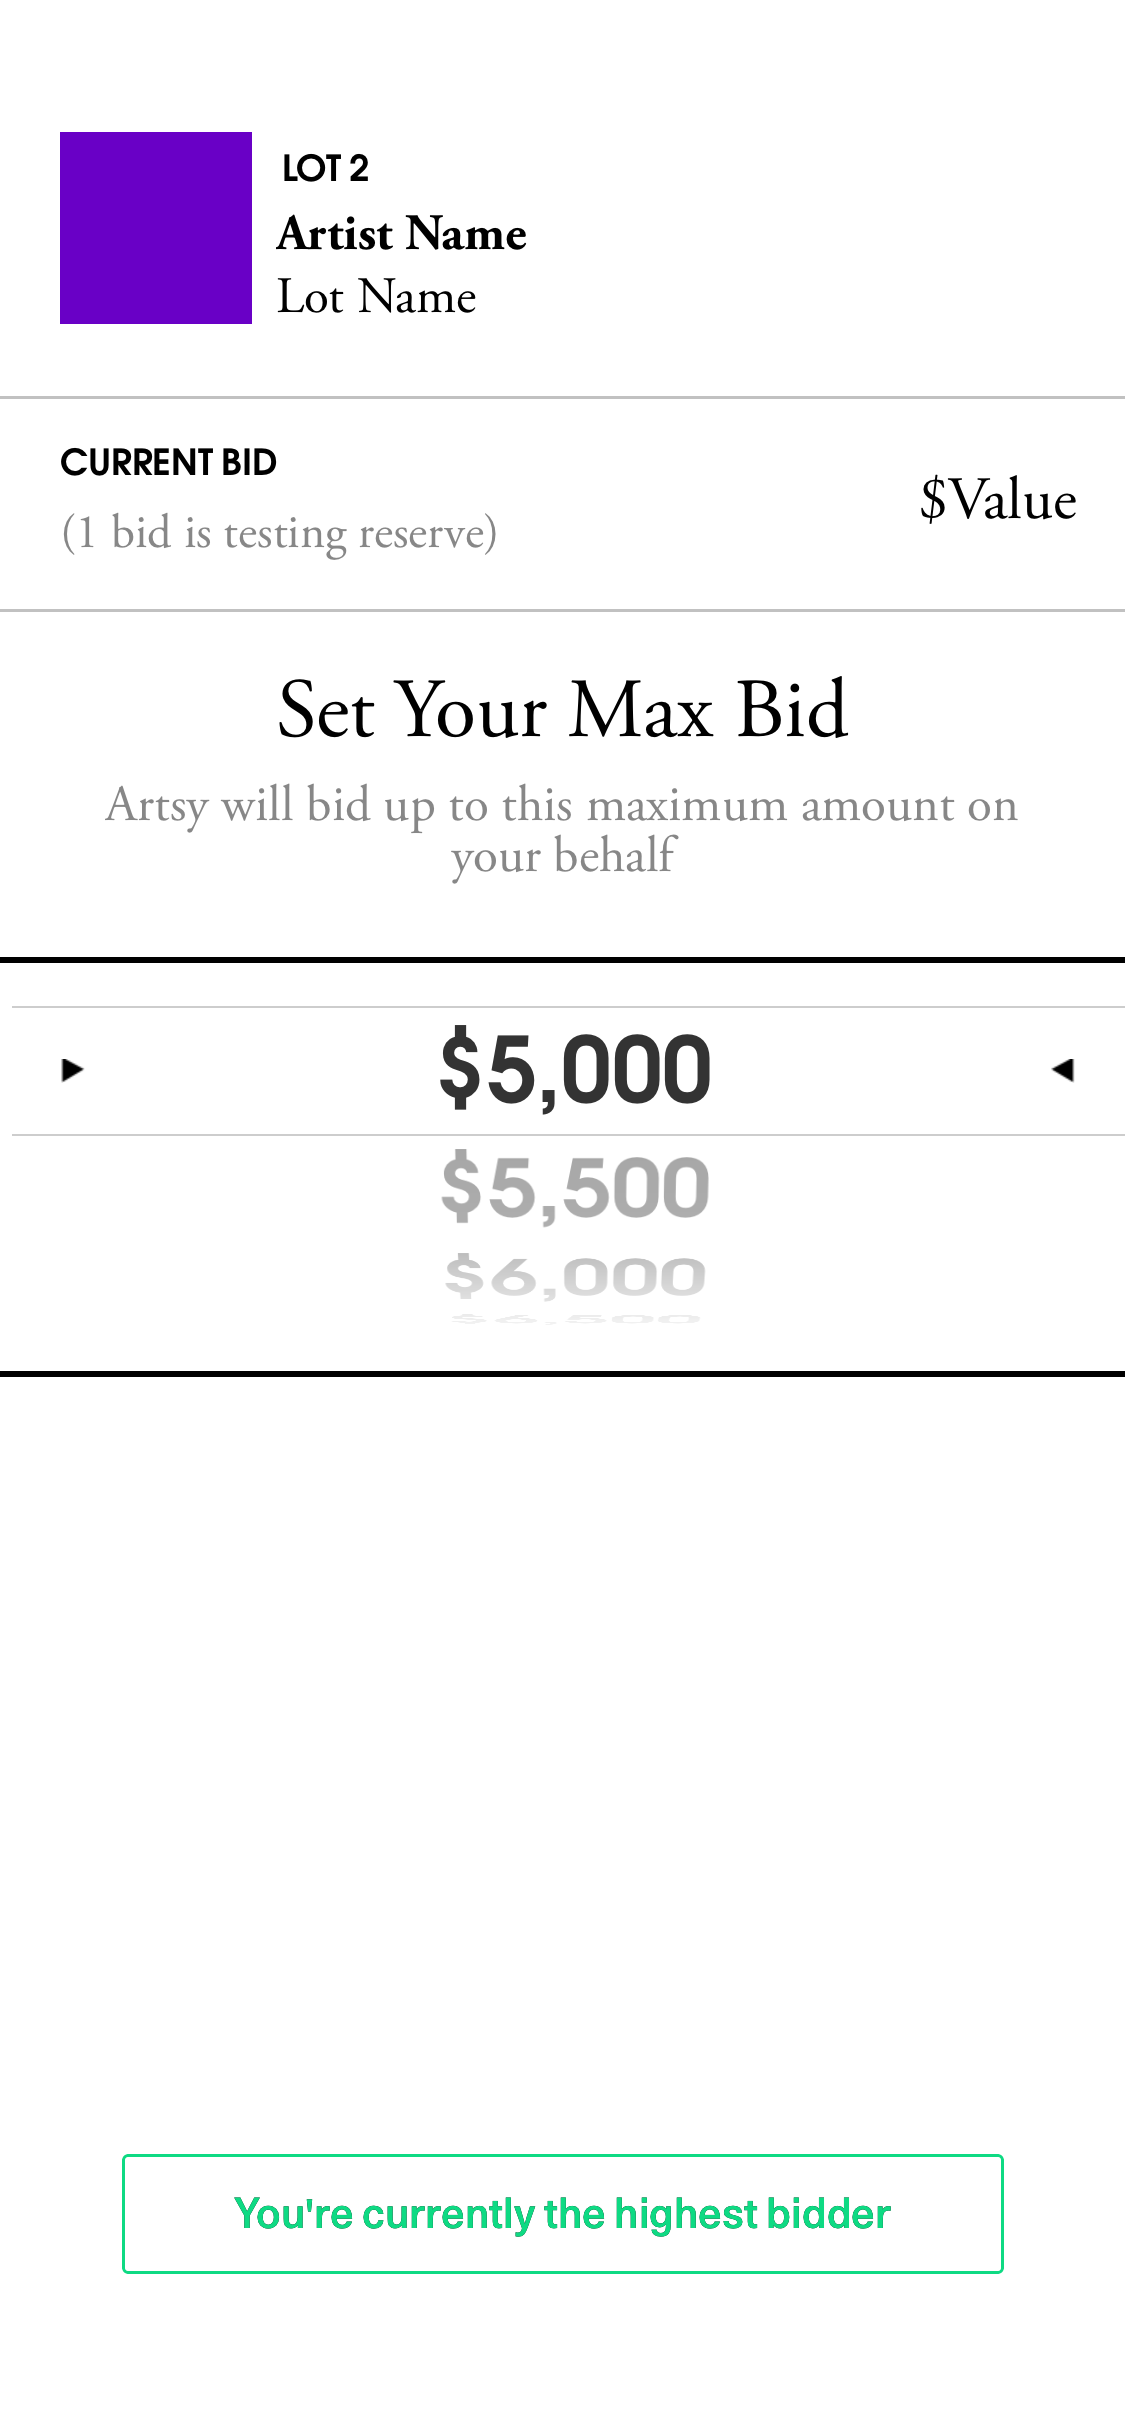 LOT 2
Artist Name
Lot Name
CURRENT BID
(1 bid is testing reserve)
$Value
Set Your Max Bid
Artsy will bid up to this maximum amount on
your behalf
$5,000
$5,500
$6,000
$6,500
You're currently the highest bidder